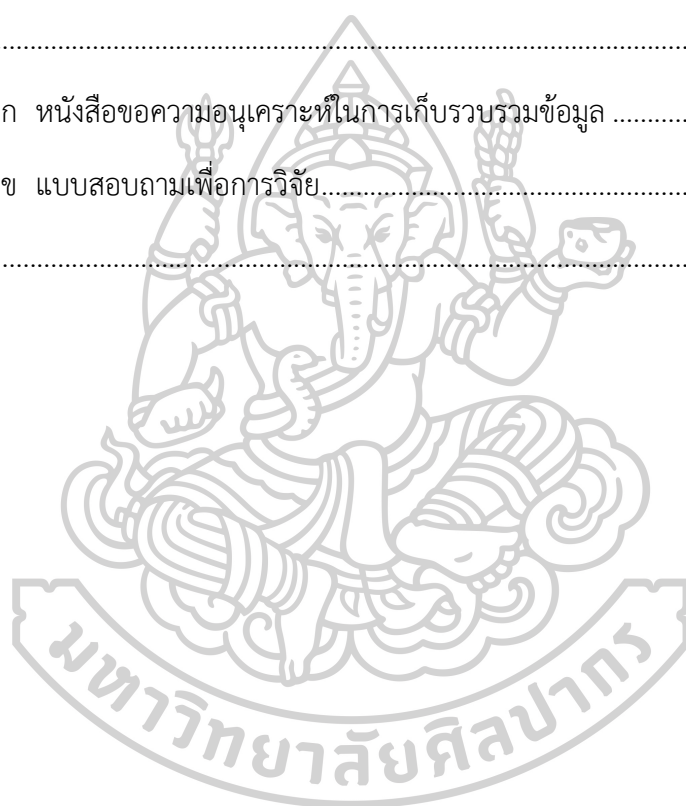 ....................................................................................................
ก หนังสือขอความอนุเคราะห์ในการเก็บรวบรวมข้อมูล ...........
ข แบบสอบถามเพื่อการวิจัย.......................................................
....................................................................................................
มหาวิทยาลัยศิลปากร